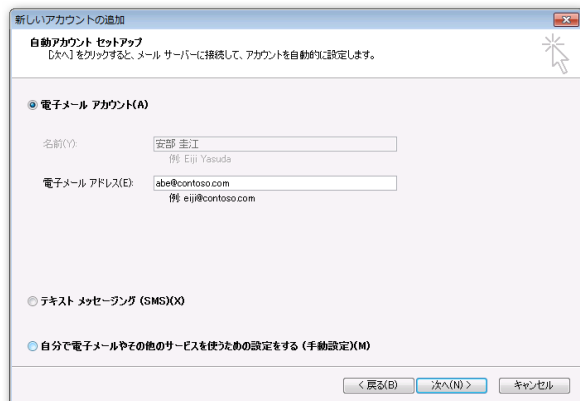 新しいアカウントの追加
自動アカウント セットアップ
[次へ] をクリックすると、メール サーバーに接続して、アカウントを自動的に設定します。
電子メール アカウント(A)
名前(Y):
安部 圭江
例: Eiji Yasuda
電子メール アドレス(E):
abe@contoso.com
例: eiji@contoso.com
テキスト メッセージング (SMS)(X)
自分で電子メールやその他のサービスを使うための設定をする (手動設定)(M)
< 戻る(B)
次へ(N) >
キャンセル